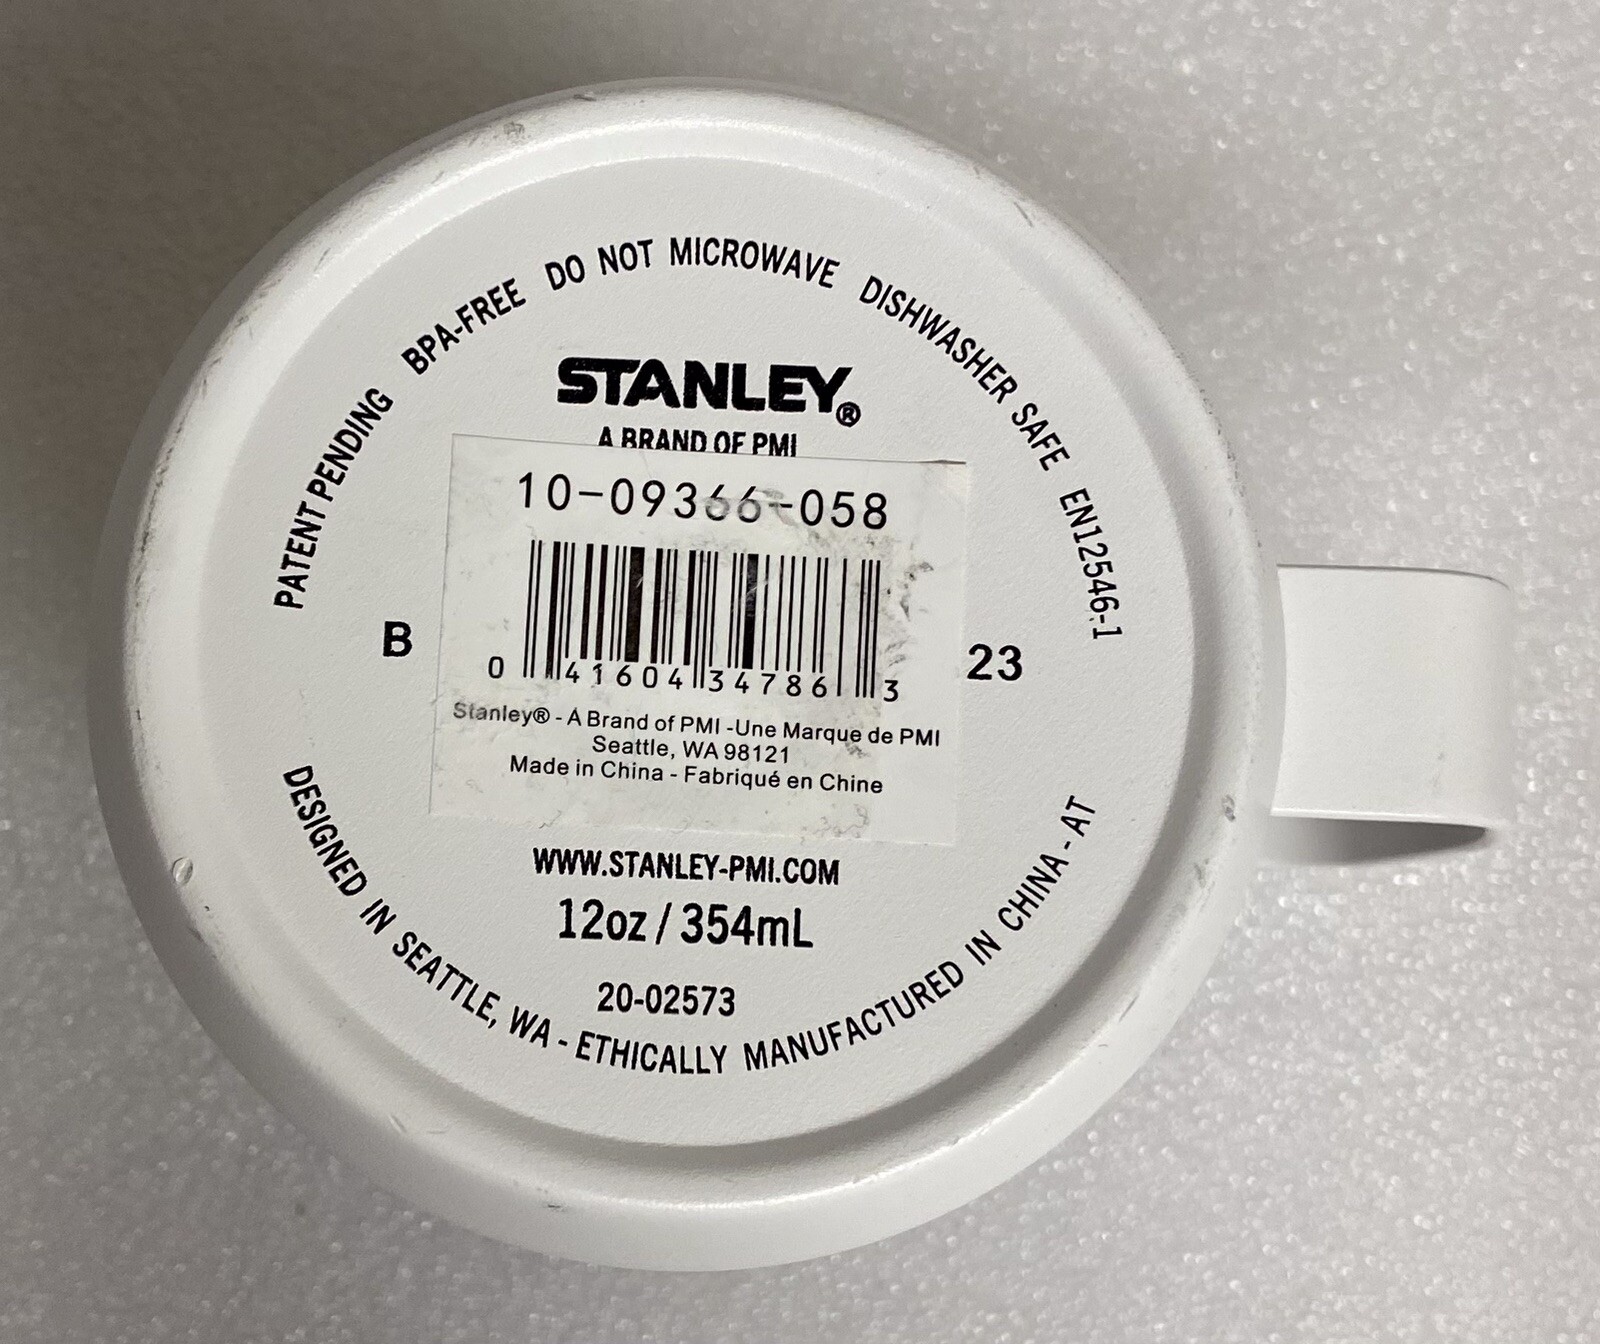 PATENT PENDING BPA-FREE DO NOT MICROWAVE DISHWASHER SAFE EN12546-1
STANLEY®
A BRAND OF PMI
10-09366-058
0 41604 34786 3
B
23
Stanley® - A Brand of PMI -Une Marque de PMI
Seattle, WA 98121
Made in China - Fabriqué en Chine
WWW.STANLEY-PMI.COM
12oz / 354mL
20-02573
DESIGNED IN SEATTLE, WA - ETHICALLY MANUFACTURED IN CHINA - AT